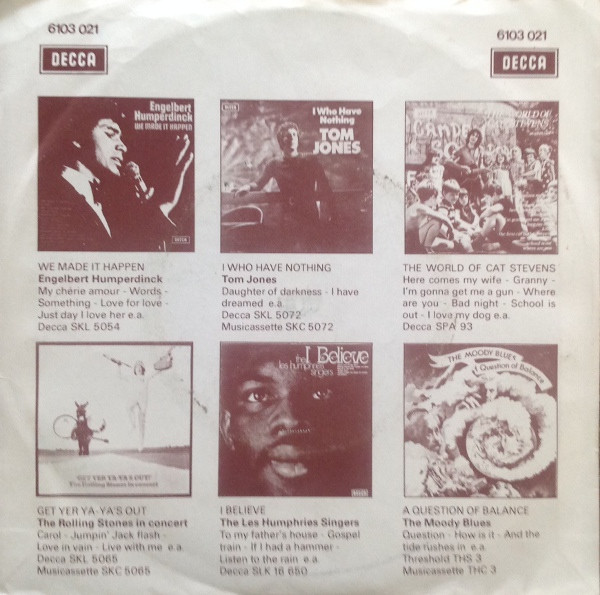 6103 021
DECCA
6103 021
DECCA
Engelbert
Humperdinck
WE MADE IT HAPPEN
I Who Have
Nothing
TOM
JONES
THE WORLD OF
CAT STEVENS
WE MADE IT HAPPEN
Engelbert Humperdinck
My chérie amour - Words -
Something - Love for love -
Just day I love her e.a.
Decca SKL 5054
I WHO HAVE NOTHING
Tom Jones
Daughter of darkness - I have
dreamed e.a.
Decca SKL 5072
Musicassette SKC 5072
THE WORLD OF CAT STEVENS
Here comes my wife - Granny -
I'm gonna get me a gun - Where
are you - Bad night - School is
out - I love my dog e.a.
Decca SPA 93
GET YER YA-YA'S OUT!
The Rolling Stones in concert
the I Believe
les humphries
singers
THE MOODY BLUES
A Question of Balance
GET YER YA-YA'S OUT
The Rolling Stones in concert
Carol - Jumpin' Jack flash -
Love in vain - Live with me e.a.
Decca SKL 5065
Musicassette SKC 5065
I BELIEVE
The Les Humphries Singers
To my father's house - Gospel
train - If I had a hammer -
Listen to the rain e.a.
Decca SLK 16 650
A QUESTION OF BALANCE
The Moody Blues
Question - How is it - And the
tide rushes in e.a.
Threshold THS 3
Musicassette THC 3